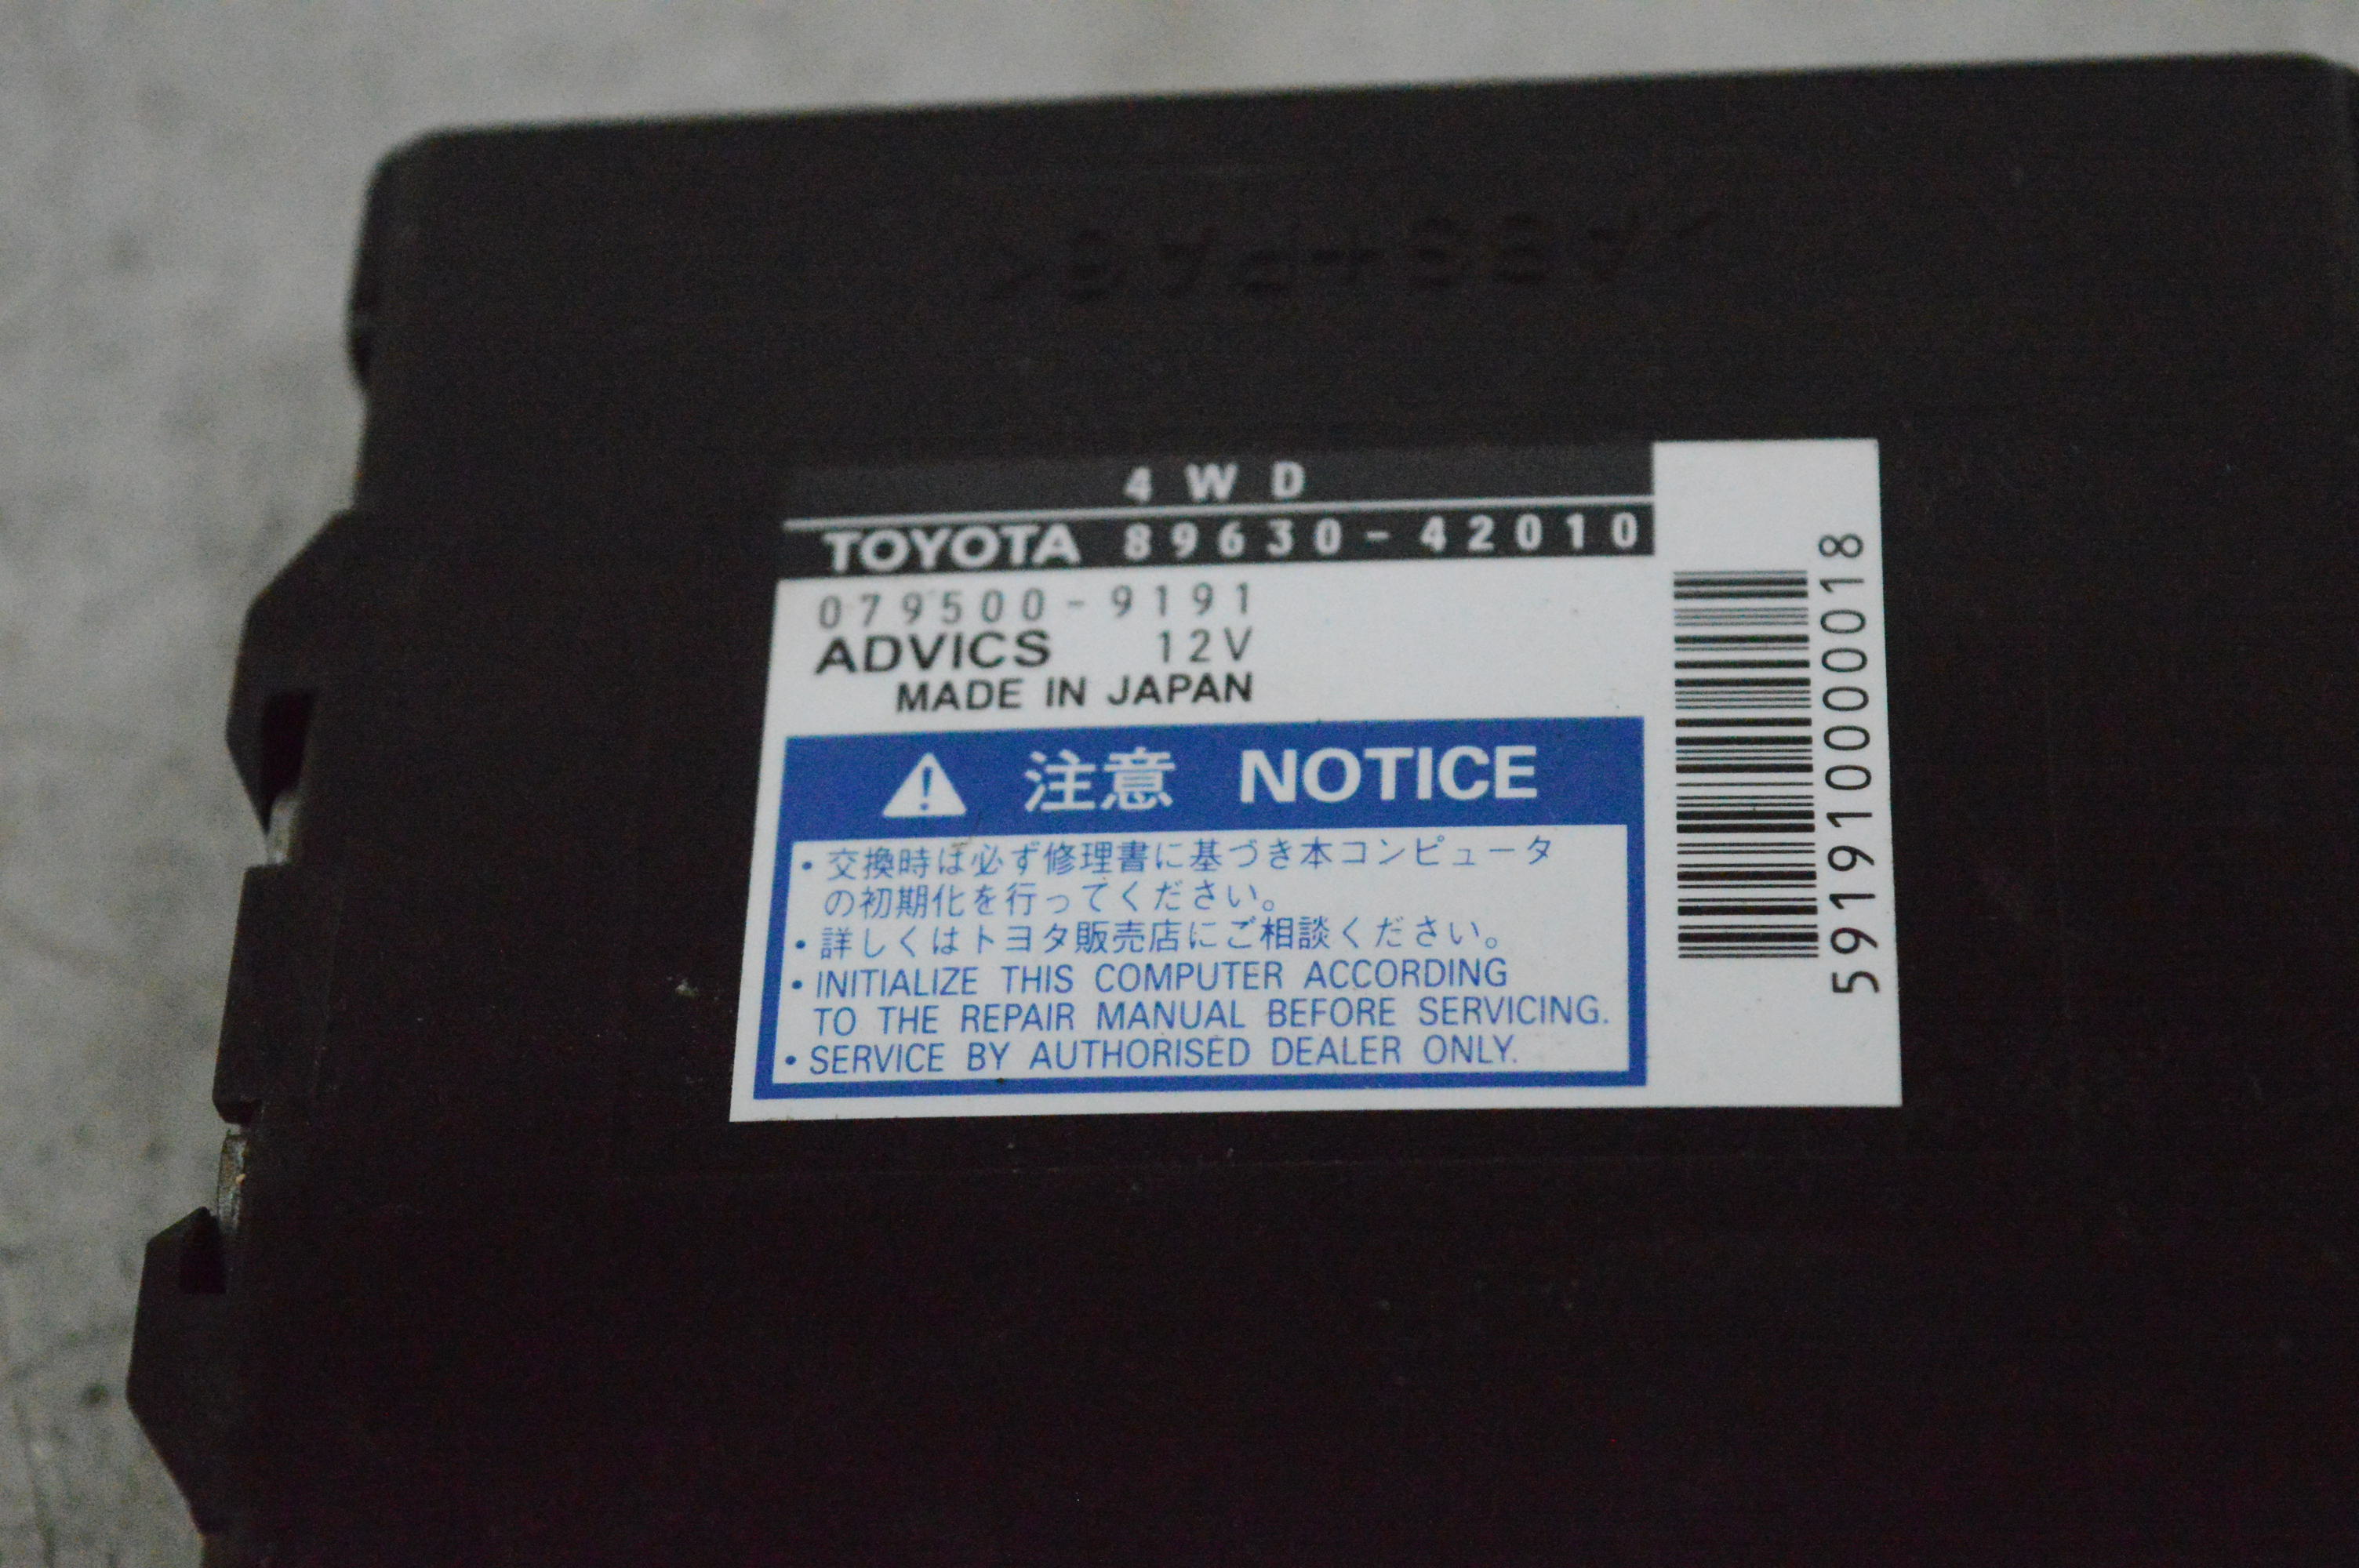 4WD
TOYOTA 89630-42010
079500-9191
ADVICS 12V
MADE IN JAPAN
注意 NOTICE
・交換時は必ず修理書に基づき本コンピュータ
の初期化を行ってください。
・詳しくはトヨタ販売店にご相談ください。
・INITIALIZE THIS COMPUTER ACCORDING
TO THE REPAIR MANUAL BEFORE SERVICING.
・SERVICE BY AUTHORISED DEALER ONLY.
5919100000018